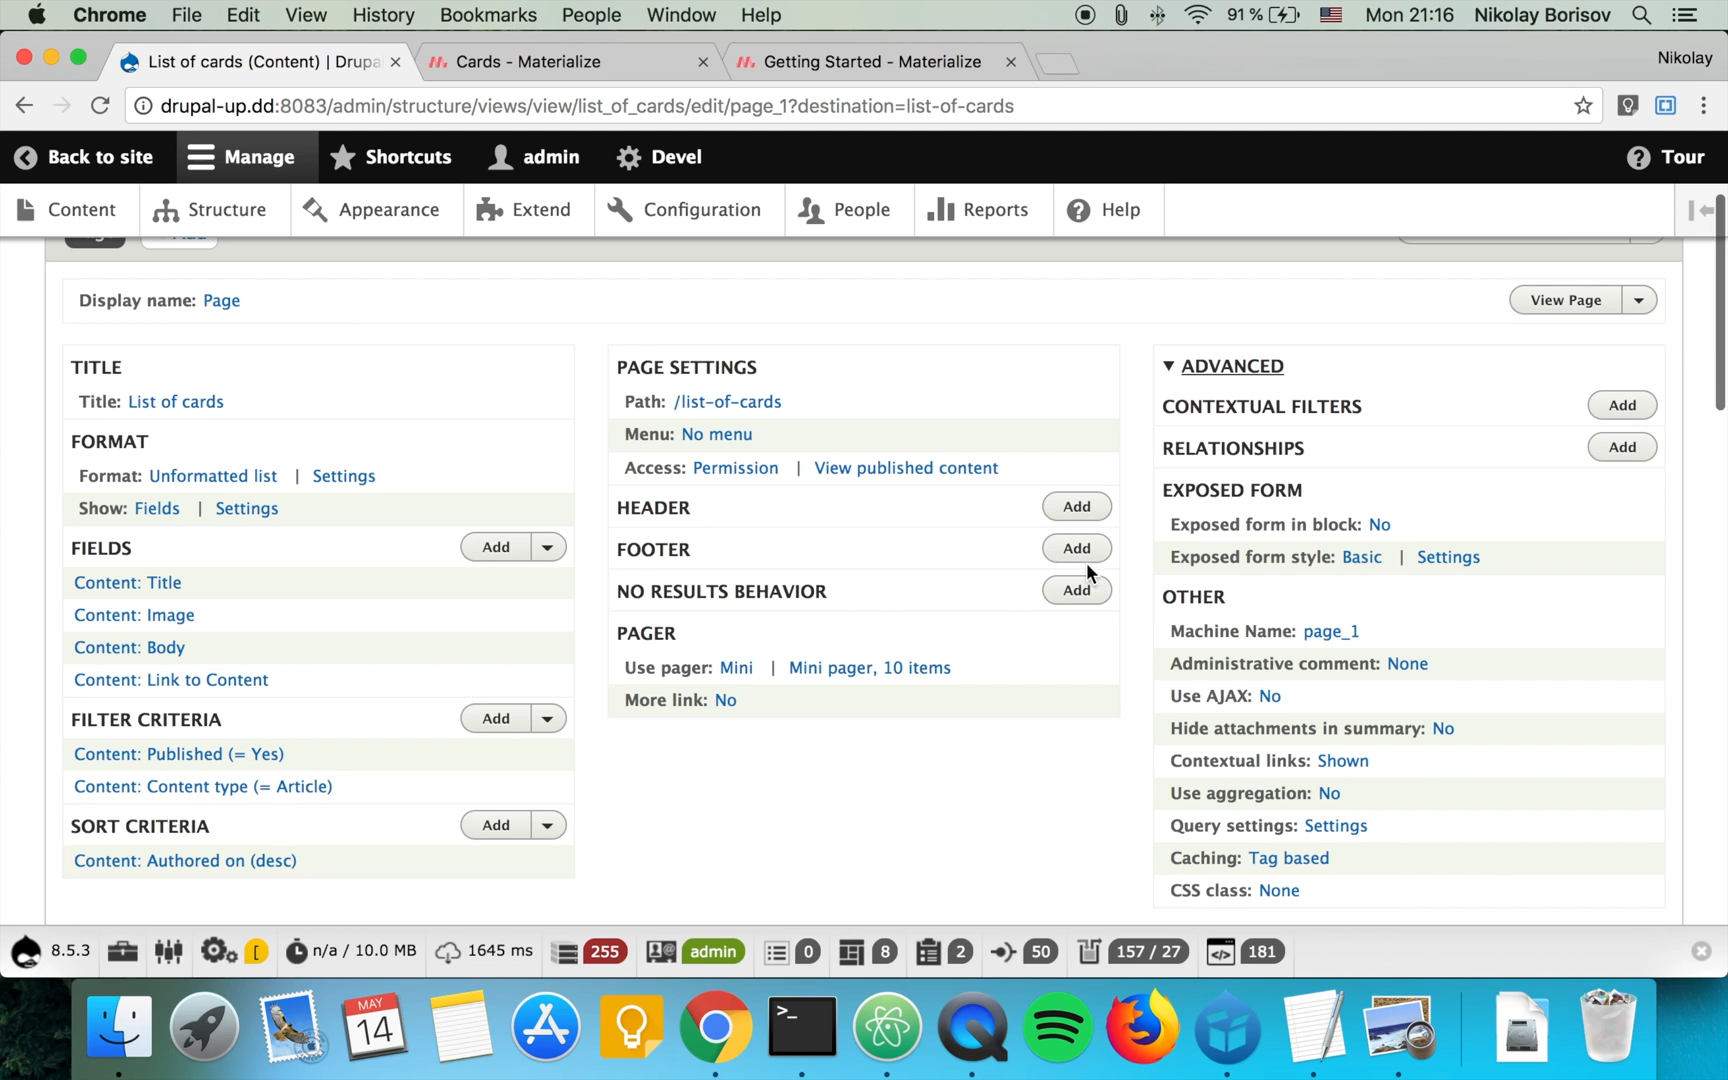 Chrome File Edit View History Bookmarks People Window Help 91 % Mon 21:16 Nikolay Borisov
List of cards (Content) | Drupa Cards - Materialize Getting Started - Materialize Nikolay
drupal-up.dd:8083/admin/structure/views/view/list_of_cards/edit/page_1?destination=list-of-cards
Back to site Manage Shortcuts admin Devel Tour
Content Structure Appearance Extend Configuration People Reports Help
Display name: Page View Page
TITLE
Title: List of cards
FORMAT
Format: Unformatted list | Settings
Show: Fields | Settings
FIELDS Add
Content: Title
Content: Image
Content: Body
Content: Link to Content
FILTER CRITERIA Add
Content: Published (= Yes)
Content: Content type (= Article)
SORT CRITERIA Add
Content: Authored on (desc)
PAGE SETTINGS
Path: /list-of-cards
Menu: No menu
Access: Permission | View published content
HEADER Add
FOOTER Add
NO RESULTS BEHAVIOR Add
PAGER
Use pager: Mini | Mini pager, 10 items
More link: No
ADVANCED
CONTEXTUAL FILTERS Add
RELATIONSHIPS Add
EXPOSED FORM
Exposed form in block: No
Exposed form style: Basic | Settings
OTHER
Machine Name: page_1
Administrative comment: None
Use AJAX: No
Hide attachments in summary: No
Contextual links: Shown
Use aggregation: No
Query settings: Settings
Caching: Tag based
CSS class: None
8.5.3 [ n/a / 10.0 MB 1645 ms 255 admin 0 8 2 50 157 / 27 181
MAY
14